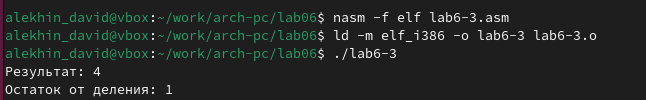 alekhin_david@vbox:~/work/arch-pc/lab06$ nasm -f elf lab6-3.asm
alekhin_david@vbox:~/work/arch-pc/lab06$ ld -m elf_i386 -o lab6-3 lab6-3.o
alekhin_david@vbox:~/work/arch-pc/lab06$ ./lab6-3
Результат: 4
Остаток от деления: 1